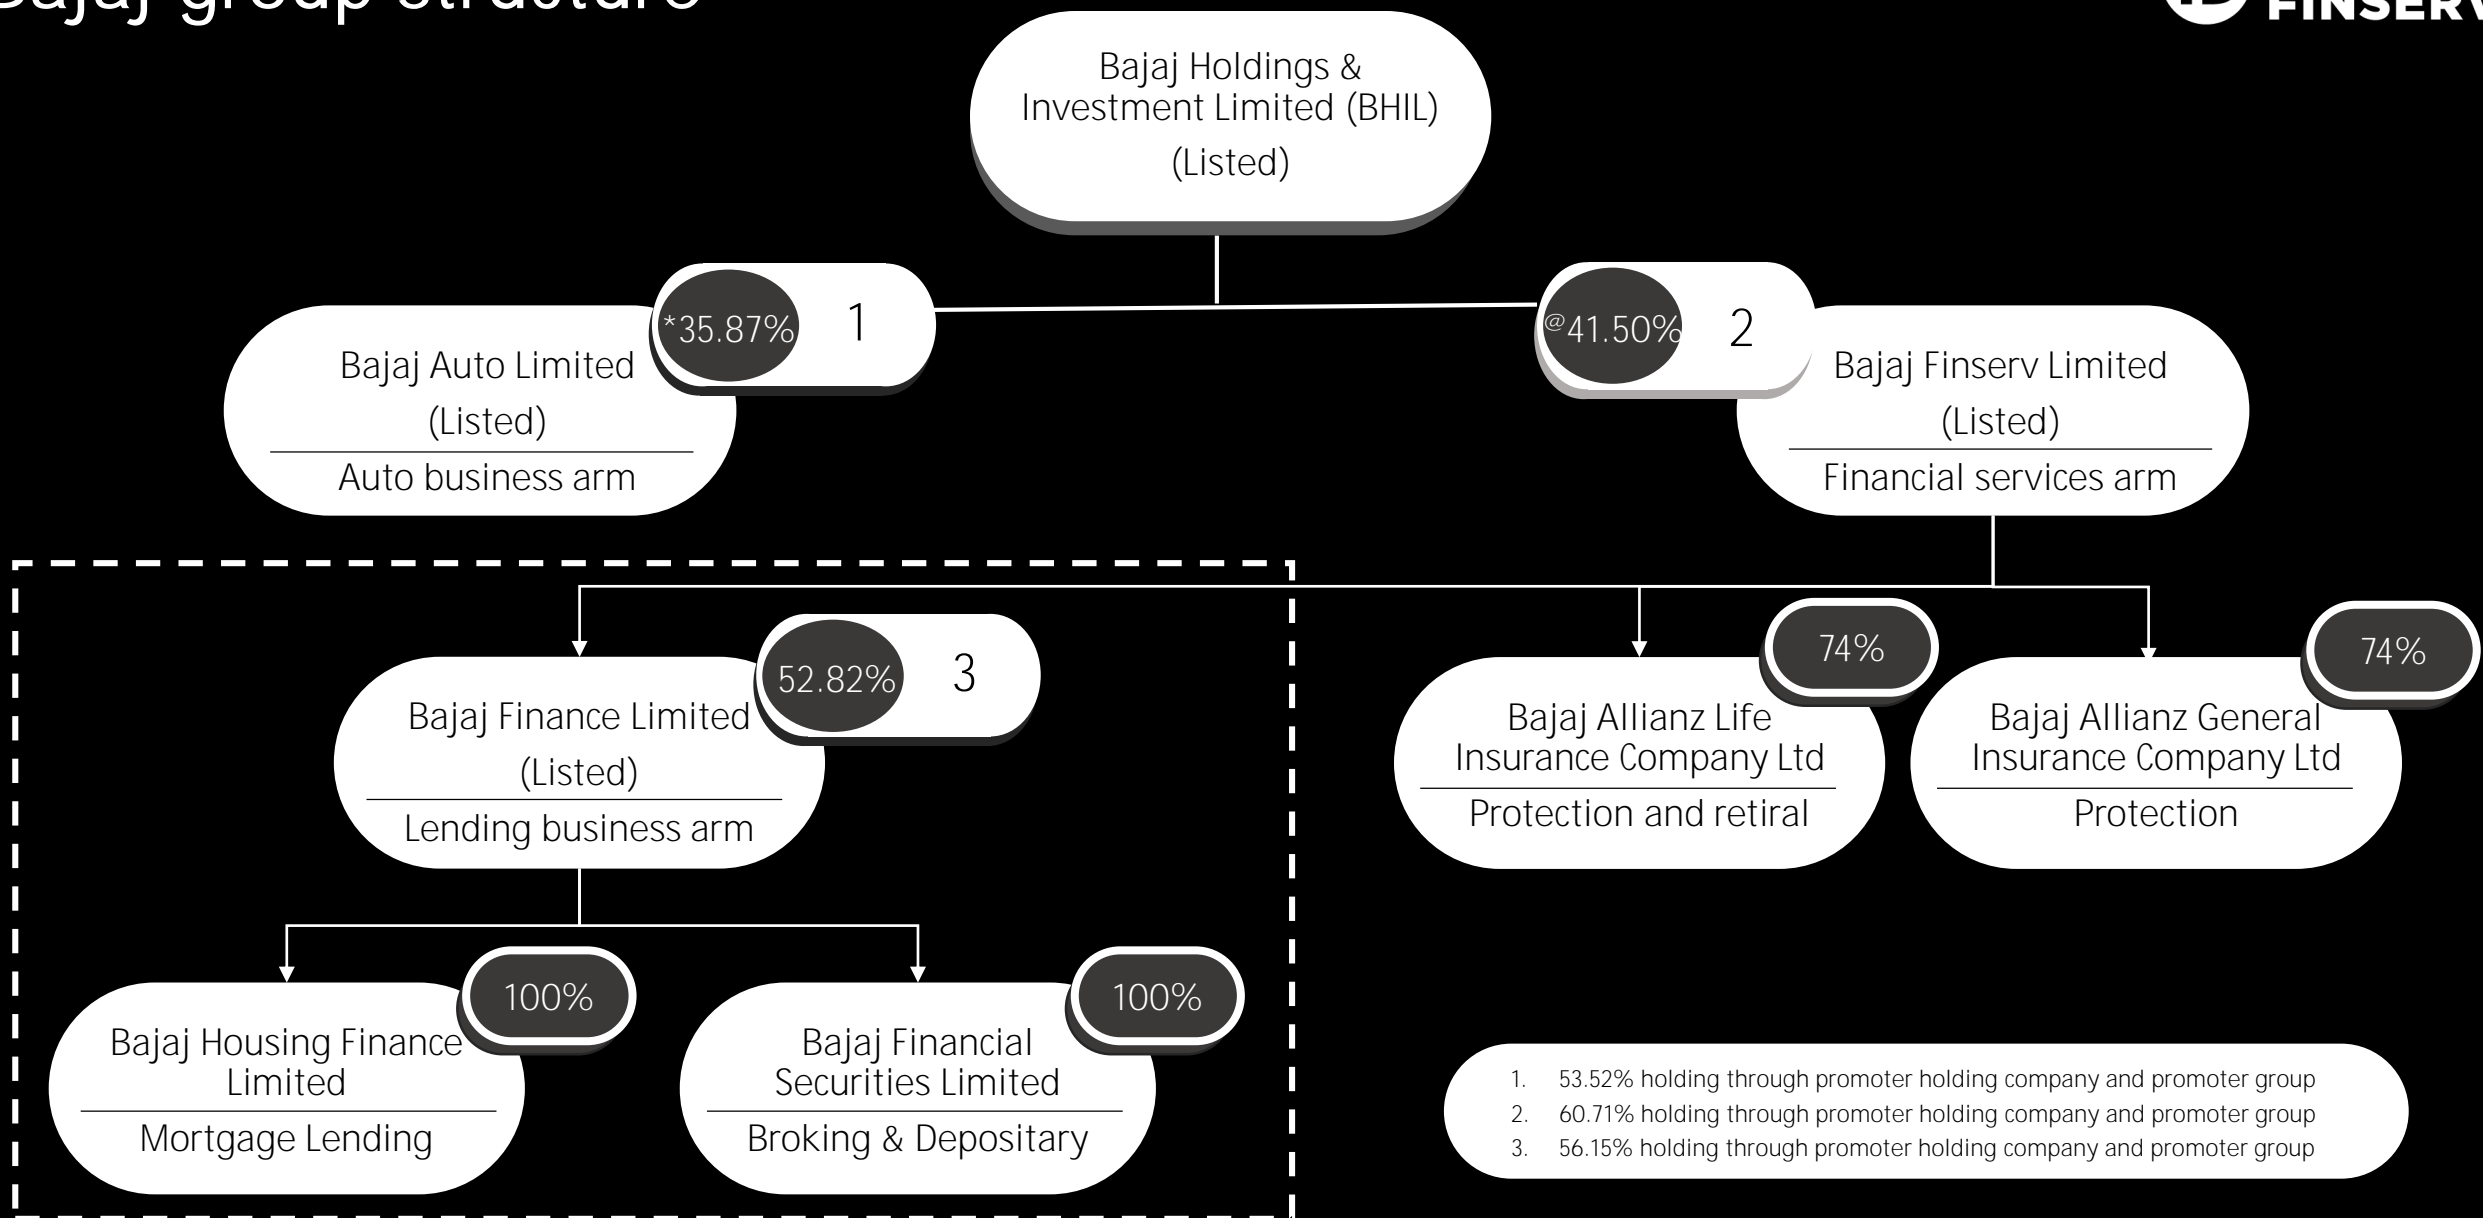 Bajaj group structure
FINSERV
Bajaj Holdings &
Investment Limited (BHIL)
(Listed)
*35.87% 1
@41.50% 2
Bajaj Auto Limited
(Listed)
Auto business arm
Bajaj Finserv Limited
(Listed)
Financial services arm
52.82% 3
74%
74%
Bajaj Finance Limited
(Listed)
Lending business arm
Bajaj Allianz Life
Insurance Company Ltd
Protection and retiral
Bajaj Allianz General
Insurance Company Ltd
Protection
100%
100%
Bajaj Housing Finance
Limited
Mortgage Lending
Bajaj Financial
Securities Limited
Broking & Depositary
1. 53.52% holding through promoter holding company and promoter group
2. 60.71% holding through promoter holding company and promoter group
3. 56.15% holding through promoter holding company and promoter group